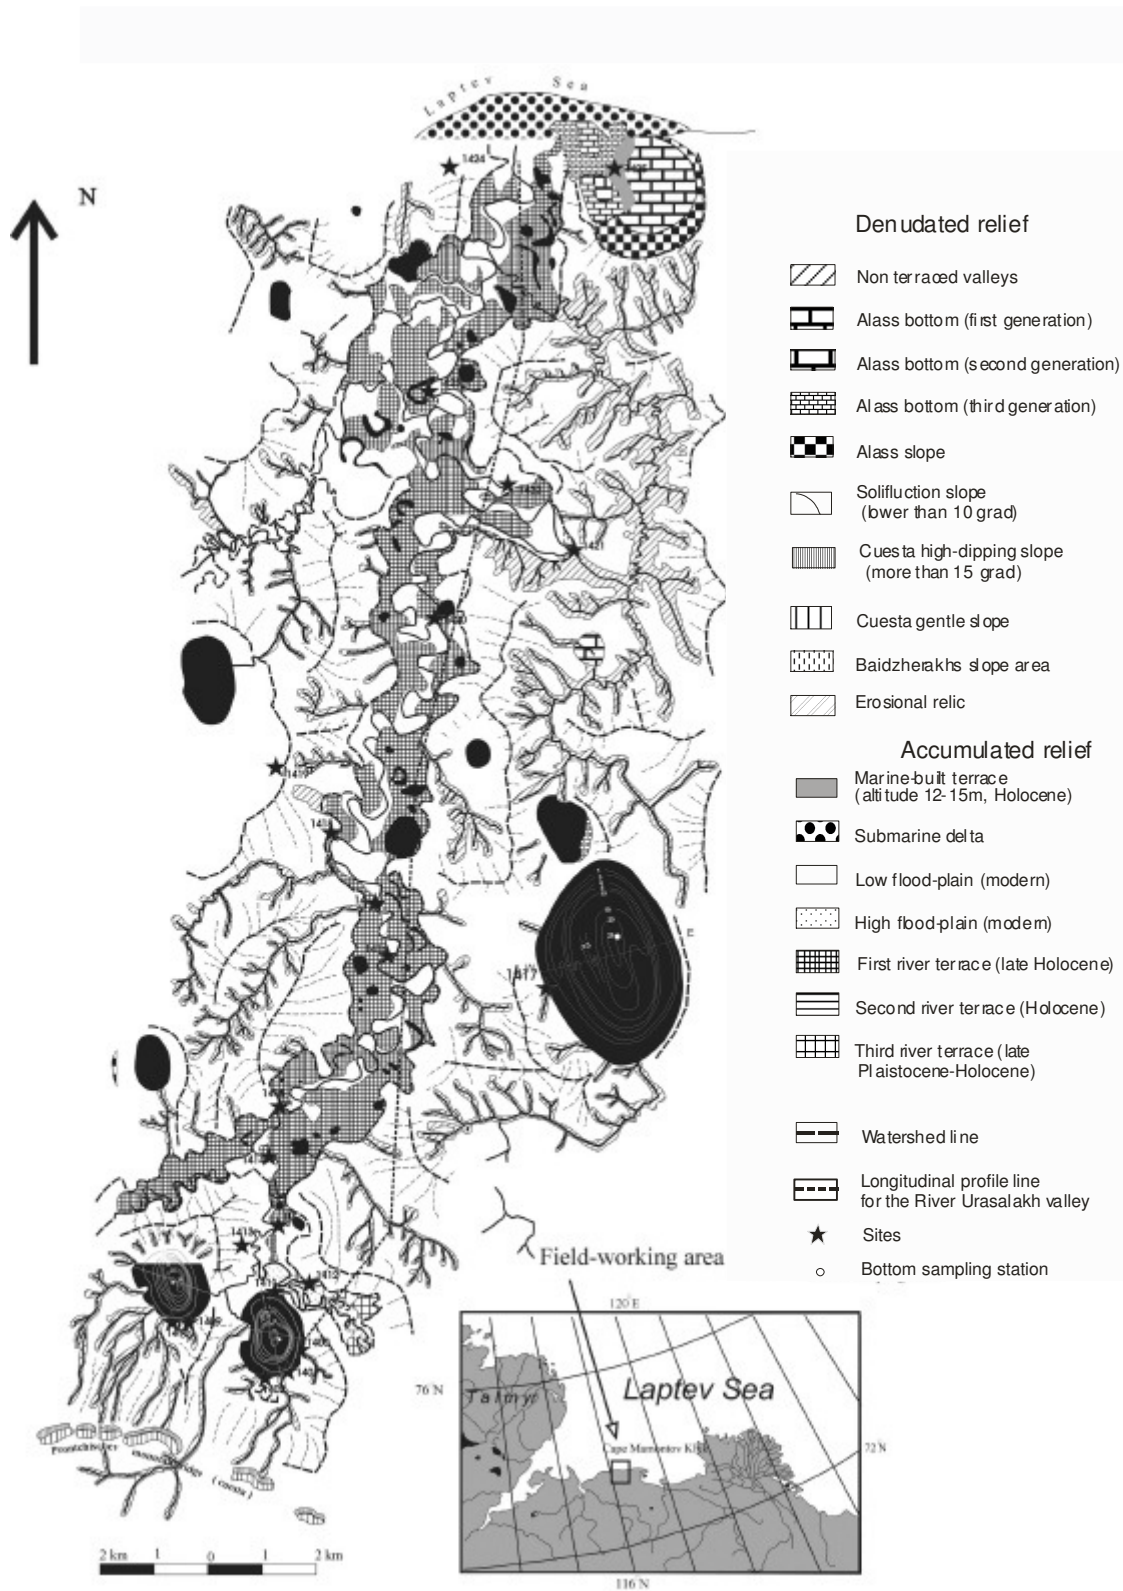 Laptev Sea
N
1424
1419
1417
E
Denudated relief
Non terraced valleys
Alass bottom (first generation)
Alass bottom (second generation)
Alass bottom (third generation)
Alass slope
Solifluction slope
(lower than 10 grad)
Cuesta high-dipping slope
(more than 15 grad)
Cuesta gentle slope
Baidzherakhs slope area
Erosional relic
Accumulated relief
Marine-built terrace
(altitude 12-15m, Holocene)
Submarine delta
Low flood-plain (modern)
High flood-plain (modern)
First river terrace (late Holocene)
Second river terrace (Holocene)
Third river terrace (late
Plaistocene-Holocene)
Watershed line
Longitudinal profile line
for the River Urasalakh valley
Sites
Bottom sampling station
Field-working area
120°E
76°N
Laptev Sea
Taimyr
Cape Mamontov Klyk
72°N
116°N
2 km 1 0 1 2 km